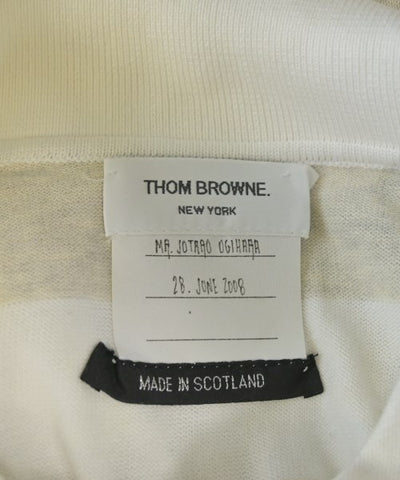 THOM BROWNE.
NEW YORK
MR. JOTARO OGIHARA
28. JUNE 2008
MADE IN SCOTLAND